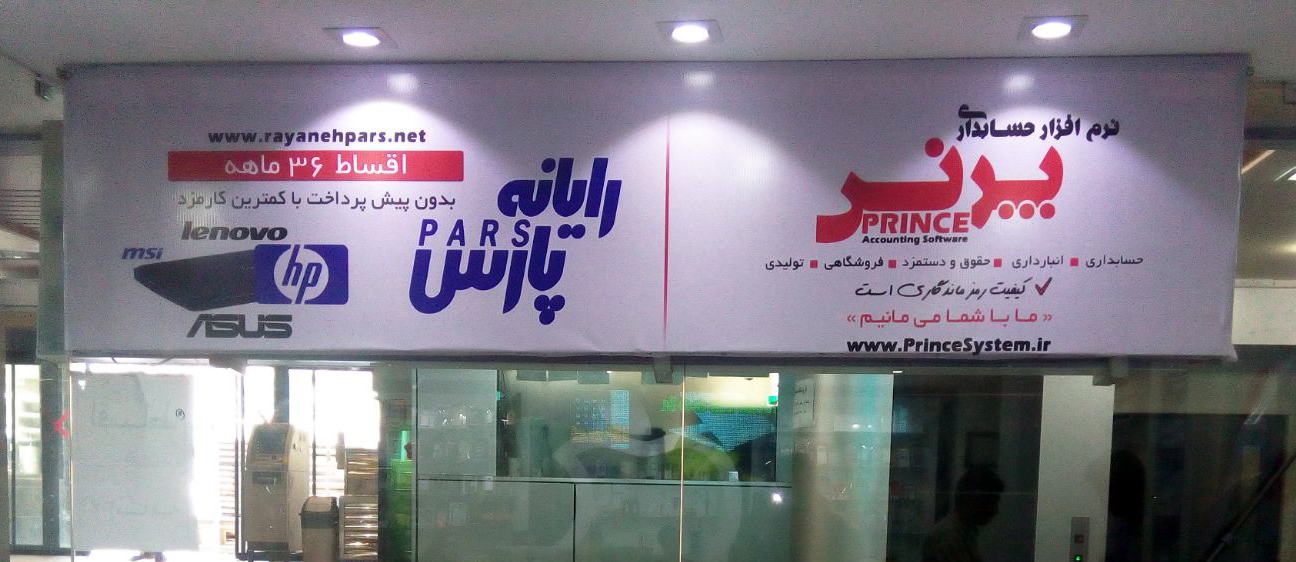 نرم افزار حسابداری
پرنر
PRINCE
Accounting Software
حسابداری ■ انبارداری ■ حقوق و دستمزد ■ فروشگاهی ■ تولیدی
✓ کیفیت رمز ماندگاری است
« ما با شما می مانیم »
www.PrinceSystem.ir
www.rayanehpars.net
اقساط ۳۶ ماهه
بدون پیش پرداخت با کمترین کارمزد
رایانه
PARS
پارس
lenovo
msi
hp
ASUS